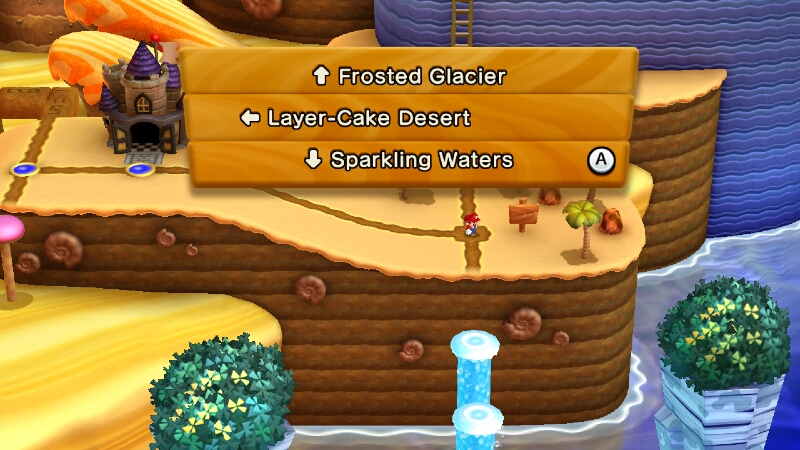 ↑ Frosted Glacier
← Layer-Cake Desert
↓ Sparkling Waters A